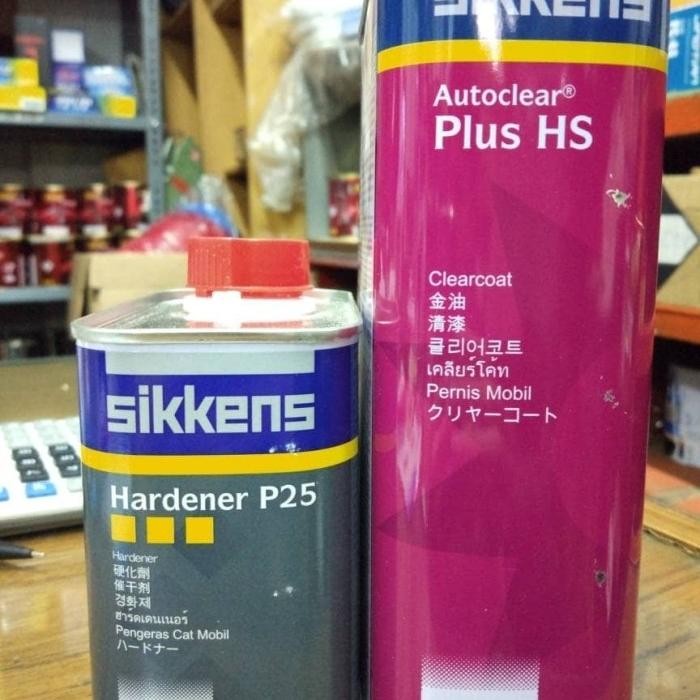 sikkens
Autoclear®
Plus HS
Clearcoat
金油
清漆
클리어코트
เคลียร์โค้ท
Pernis Mobil
クリヤーコート
sikkens
Hardener P25
Hardener
硬化劑
催干剂
경화제
ฮาร์ดเดนเนอร์
Pengeras Cat Mobil
ハードナー